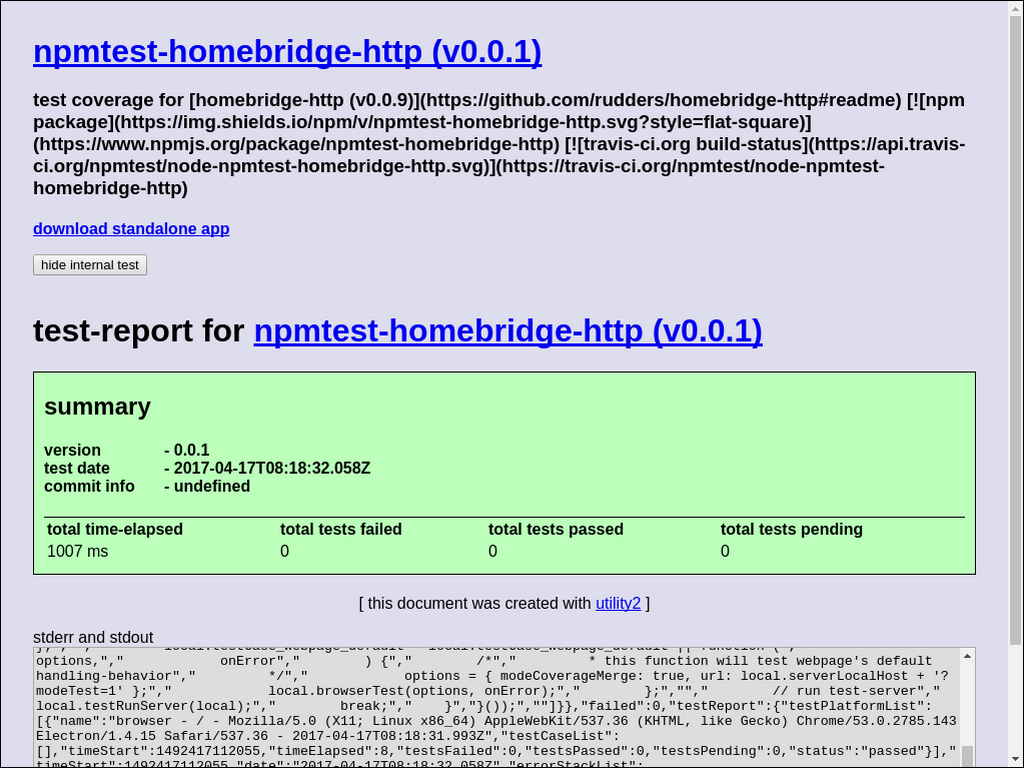 npmtest-homebridge-http (v0.0.1)
test coverage for [homebridge-http (v0.0.9)](https://github.com/rudders/homebridge-http#readme) [![npm
package](https://img.shields.io/npm/v/npmtest-homebridge-http.svg?style=flat-square)]
(https://www.npmjs.org/package/npmtest-homebridge-http) [![travis-ci.org build-status](https://api.travis-
ci.org/npmtest/node-npmtest-homebridge-http.svg)](https://travis-ci.org/npmtest/node-npmtest-
homebridge-http)
download standalone app
hide internal test
test-report for npmtest-homebridge-http (v0.0.1)
summary
version - 0.0.1
test date - 2017-04-17T08:18:32.058Z
commit info - undefined
total time-elapsed total tests failed total tests passed total tests pending
1007 ms 0 0 0
[ this document was created with utility2 ]
stderr and stdout
};","," local.testCase_webpage_default = local.testCase_webpage_default || function (","
options,"," onError"," ) {"," /*"," * this function will test webpage's default
handling-behavior"," */"," options = { modeCoverageMerge: true, url: local.serverLocalHost + '?
modeTest=1' };"," local.browserTest(options, onError);"," };",""," // run test-server","
local.testRunServer(local);"," break;"," }","}());",""]}},"failed":0,"testReport":{"testPlatformList":
[{"name":"browser - / - Mozilla/5.0 (X11; Linux x86_64) AppleWebKit/537.36 (KHTML, like Gecko) Chrome/53.0.2785.143
Electron/1.4.15 Safari/537.36 - 2017-04-17T08:18:31.993Z","testCaseList":
[],"timeStart":1492417112055,"timeElapsed":8,"testsFailed":0,"testsPassed":0,"testsPending":0,"status":"passed"}],"
timeStart":1492417112055,"date":"2017-04-17T08:18:32.058Z","errorStackList":